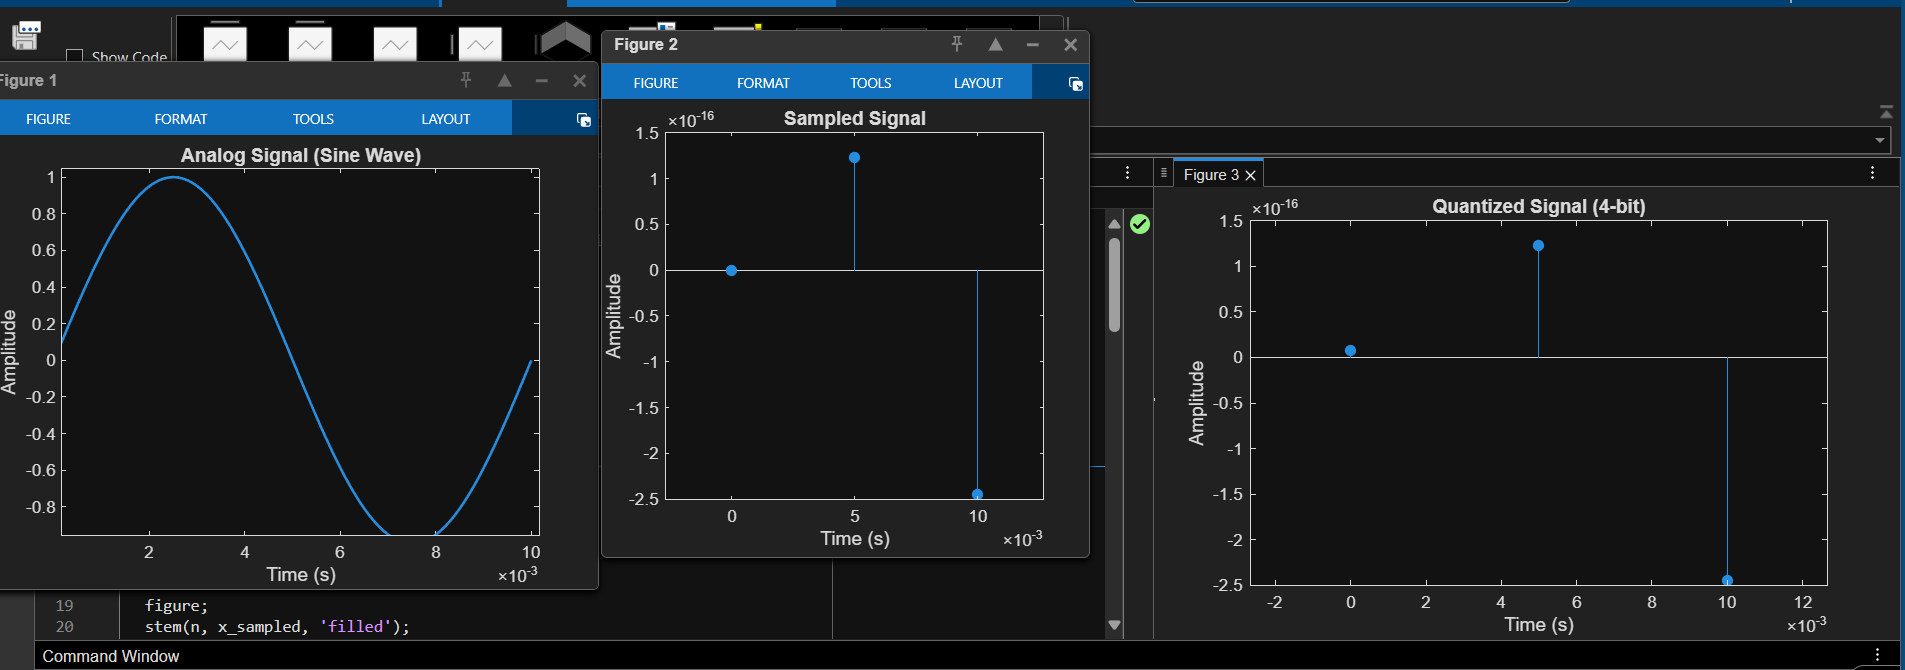 Show Code
Figure 1
FIGURE FORMAT TOOLS LAYOUT
Analog Signal (Sine Wave)
1
0.8
0.6
0.4
0.2
0
-0.2
-0.4
-0.6
-0.8
Amplitude
2 4 6 8 10
Time (s)
×10⁻³
Figure 2
FIGURE FORMAT TOOLS LAYOUT
Sampled Signal
×10⁻¹⁶
1.5
1
0.5
0
-0.5
-1
-1.5
-2
-2.5
Amplitude
0 5 10
Time (s)
×10⁻³
Figure 3
Quantized Signal (4-bit)
×10⁻¹⁶
1.5
1
0.5
0
-0.5
-1
-1.5
-2
-2.5
Amplitude
-2 0 2 4 6 8 10 12
Time (s)
×10⁻³
19 figure;
20 stem(n, x_sampled, 'filled');
Command Window